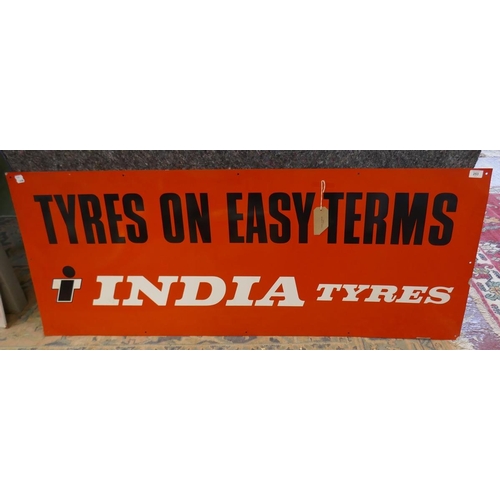 TYRES ON EASY TERMS
INDIA TYRES